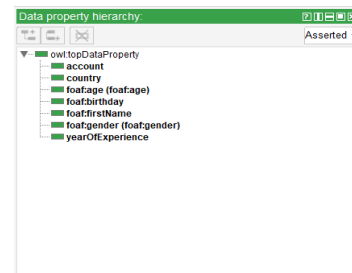 Data property hierarchy:
Asserted
owl:topDataProperty
account
country
foaf:age (foaf:age)
foaf:birthday
foaf:firstName
foaf:gender (foaf:gender)
yearOfExperience